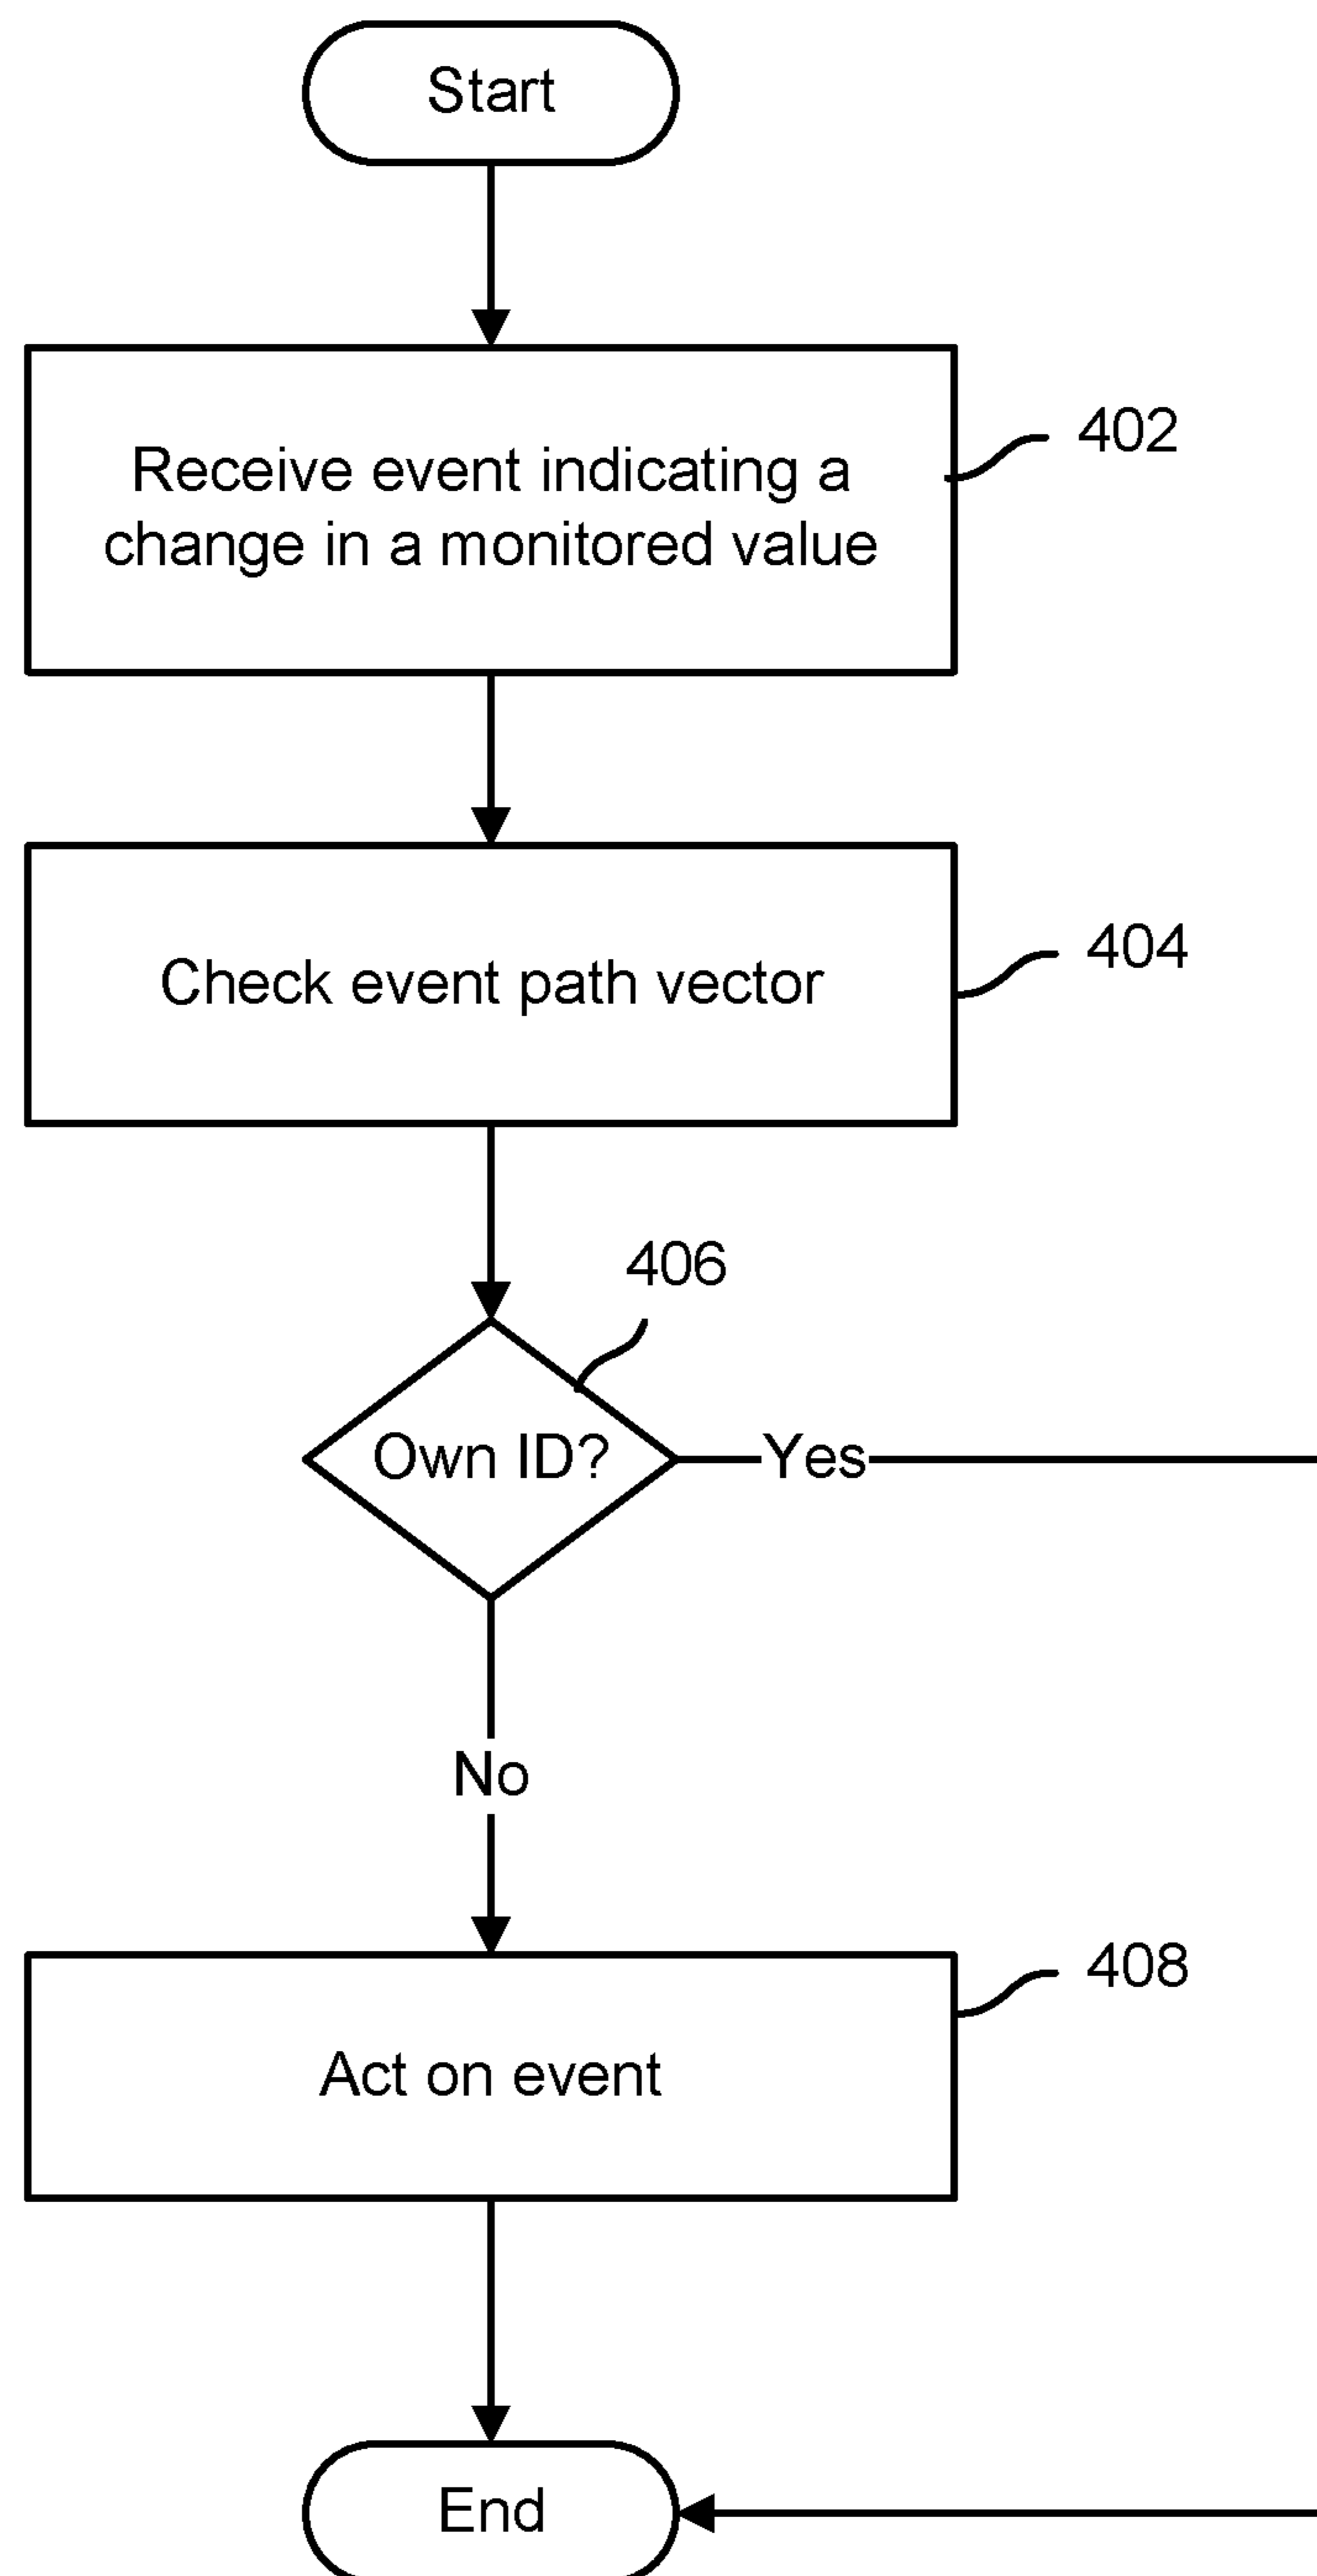 Start
Receive event indicating a
change in a monitored value
402
Check event path vector
404
406
Own ID?
Yes
No
Act on event
408
End